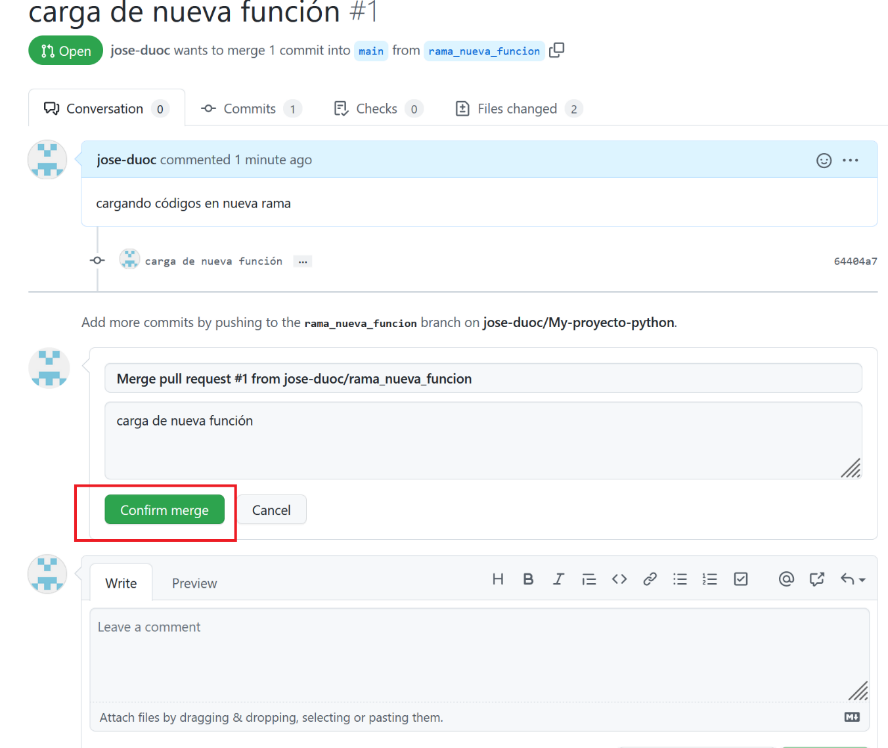 carga de nueva función #1
Open jose-duoc wants to merge 1 commit into main from rama_nueva_funcion
Conversation 0 Commits 1 Checks 0 Files changed 2
jose-duoc commented 1 minute ago
cargando códigos en nueva rama
carga de nueva función ... 64404a7
Add more commits by pushing to the rama_nueva_funcion branch on jose-duoc/My-proyecto-python.
Merge pull request #1 from jose-duoc/rama_nueva_funcion
carga de nueva función
Confirm merge Cancel
Write Preview
Leave a comment
Attach files by dragging & dropping, selecting or pasting them.